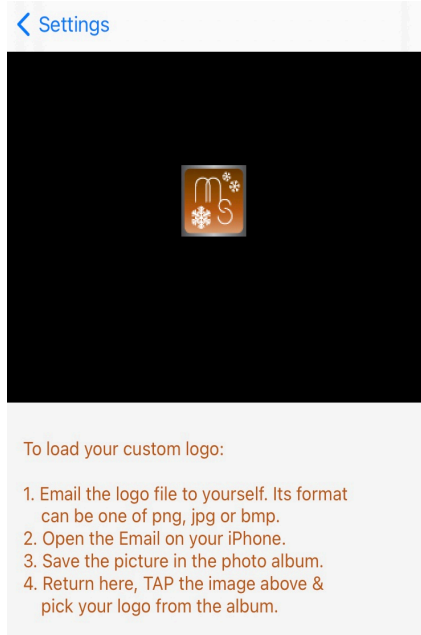 Settings
MS
To load your custom logo:
1. Email the logo file to yourself. Its format
can be one of png, jpg or bmp.
2. Open the Email on your iPhone.
3. Save the picture in the photo album.
4. Return here, TAP the image above &
pick your logo from the album.